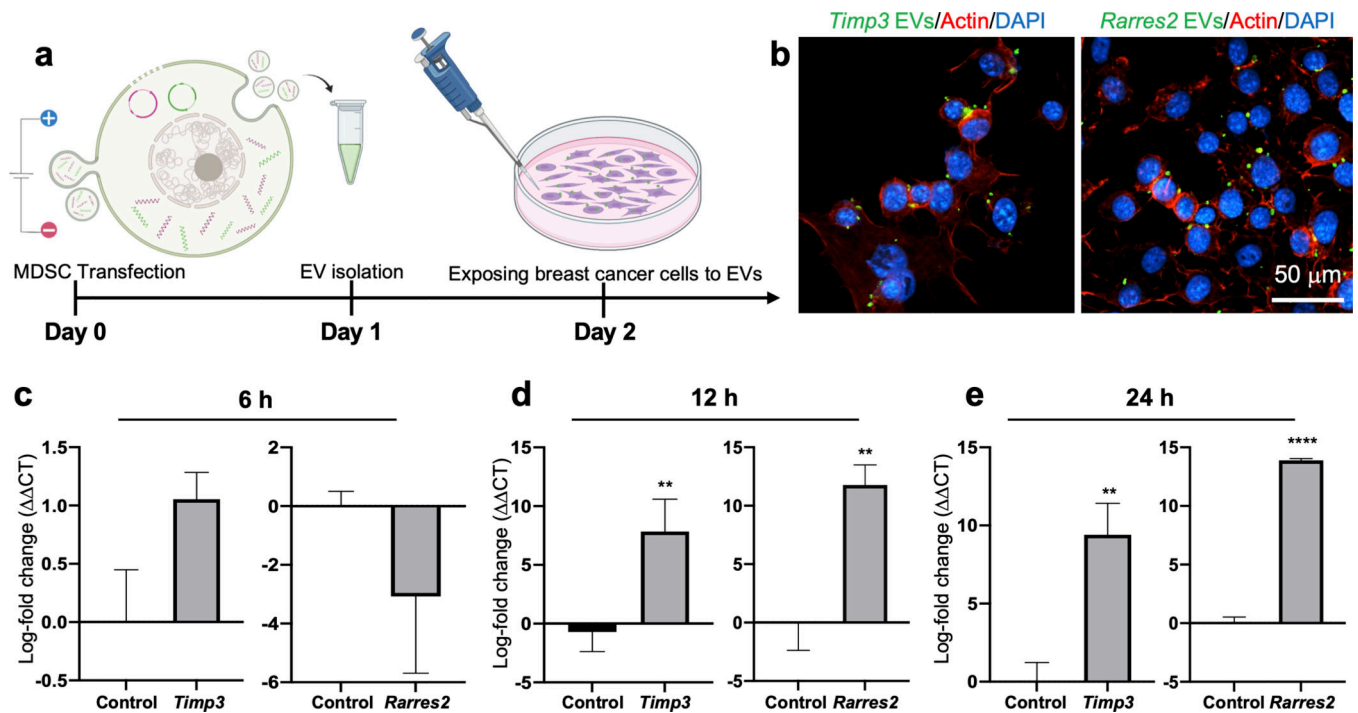 a
MDSC Transfection
EV isolation
Exposing breast cancer cells to EVs
Day 0
Day 1
Day 2
b
Timp3 EVs/Actin/DAPI
Rarres2 EVs/Actin/DAPI
50 μm
c
6 h
Log-fold change (ΔΔCT)
1.5
1.0
0.5
0.0
-0.5
Control Timp3
2
0
-2
-4
-6
Control Rarres2
d
12 h
Log-fold change (ΔΔCT)
15
10
5
0
-5
**
Control Timp3
15
10
5
0
-5
**
Control Rarres2
e
24 h
Log-fold change (ΔΔCT)
15
10
5
0
**
Control Timp3
15
10
5
0
-5
****
Control Rarres2